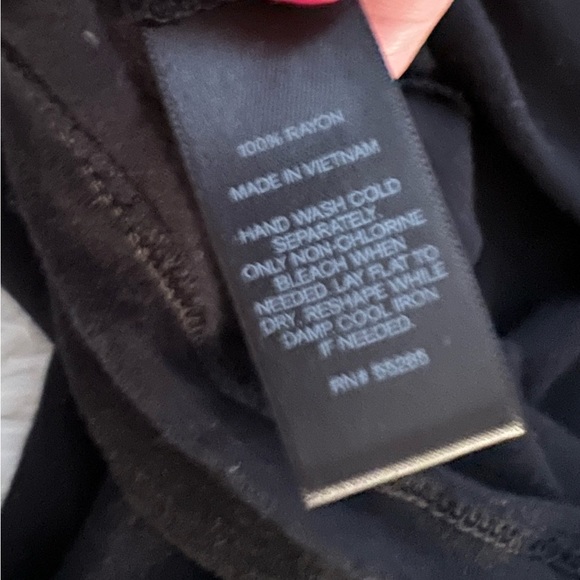 100% RAYON
MADE IN VIETNAM
HAND WASH COLD
SEPARATELY.
ONLY NON-CHLORINE
BLEACH WHEN
NEEDED. LAY FLAT TO
DRY. RESHAPE WHILE
DAMP. COOL IRON
IF NEEDED.
RN# 55285